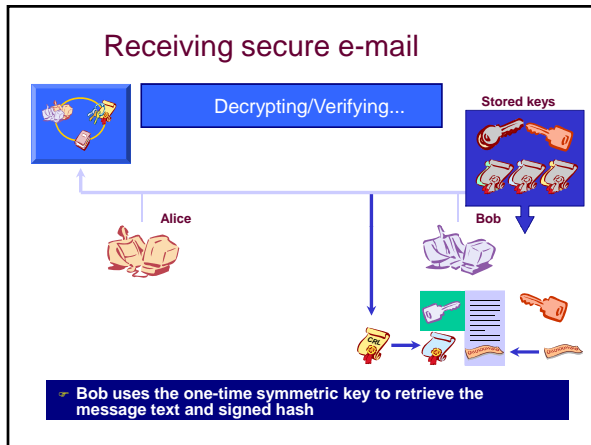 Receiving secure e-mail
Decrypting/Verifying...
Stored keys
Alice
Bob
CRL
☞ Bob uses the one-time symmetric key to retrieve the
message text and signed hash